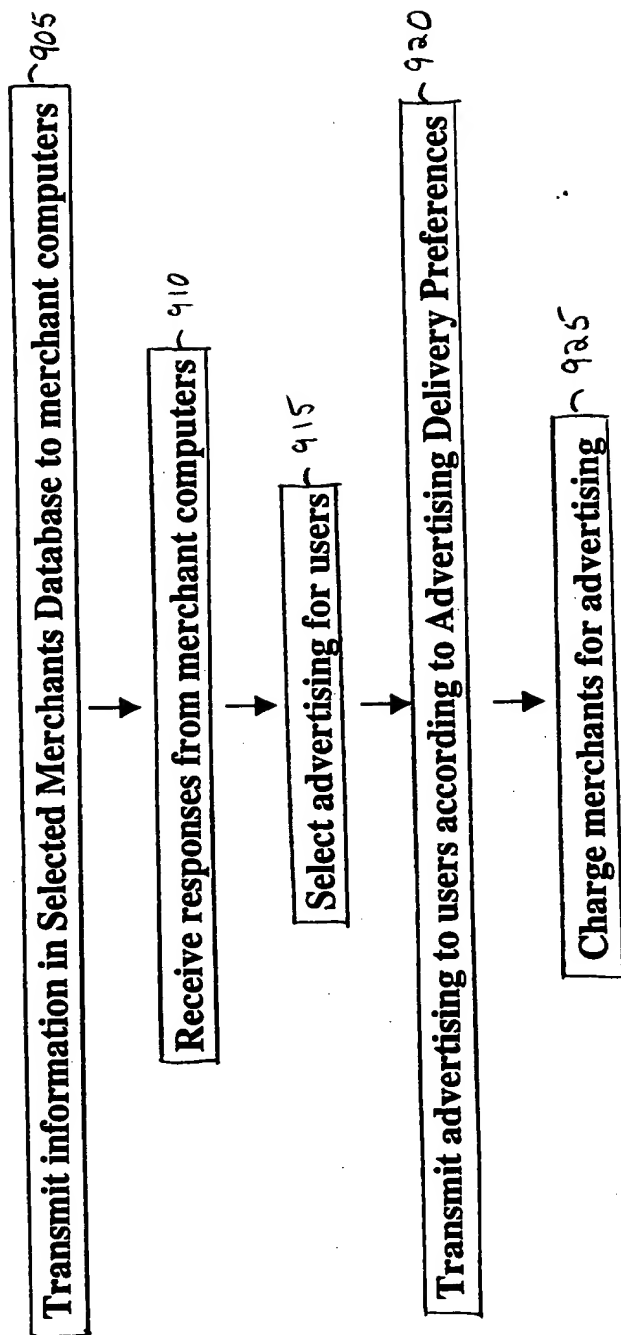 Transmit information in Selected Merchants Database to merchant computers 905
Receive responses from merchant computers 910
Select advertising for users 915
Transmit advertising to users according to Advertising Delivery Preferences 920
Charge merchants for advertising 925